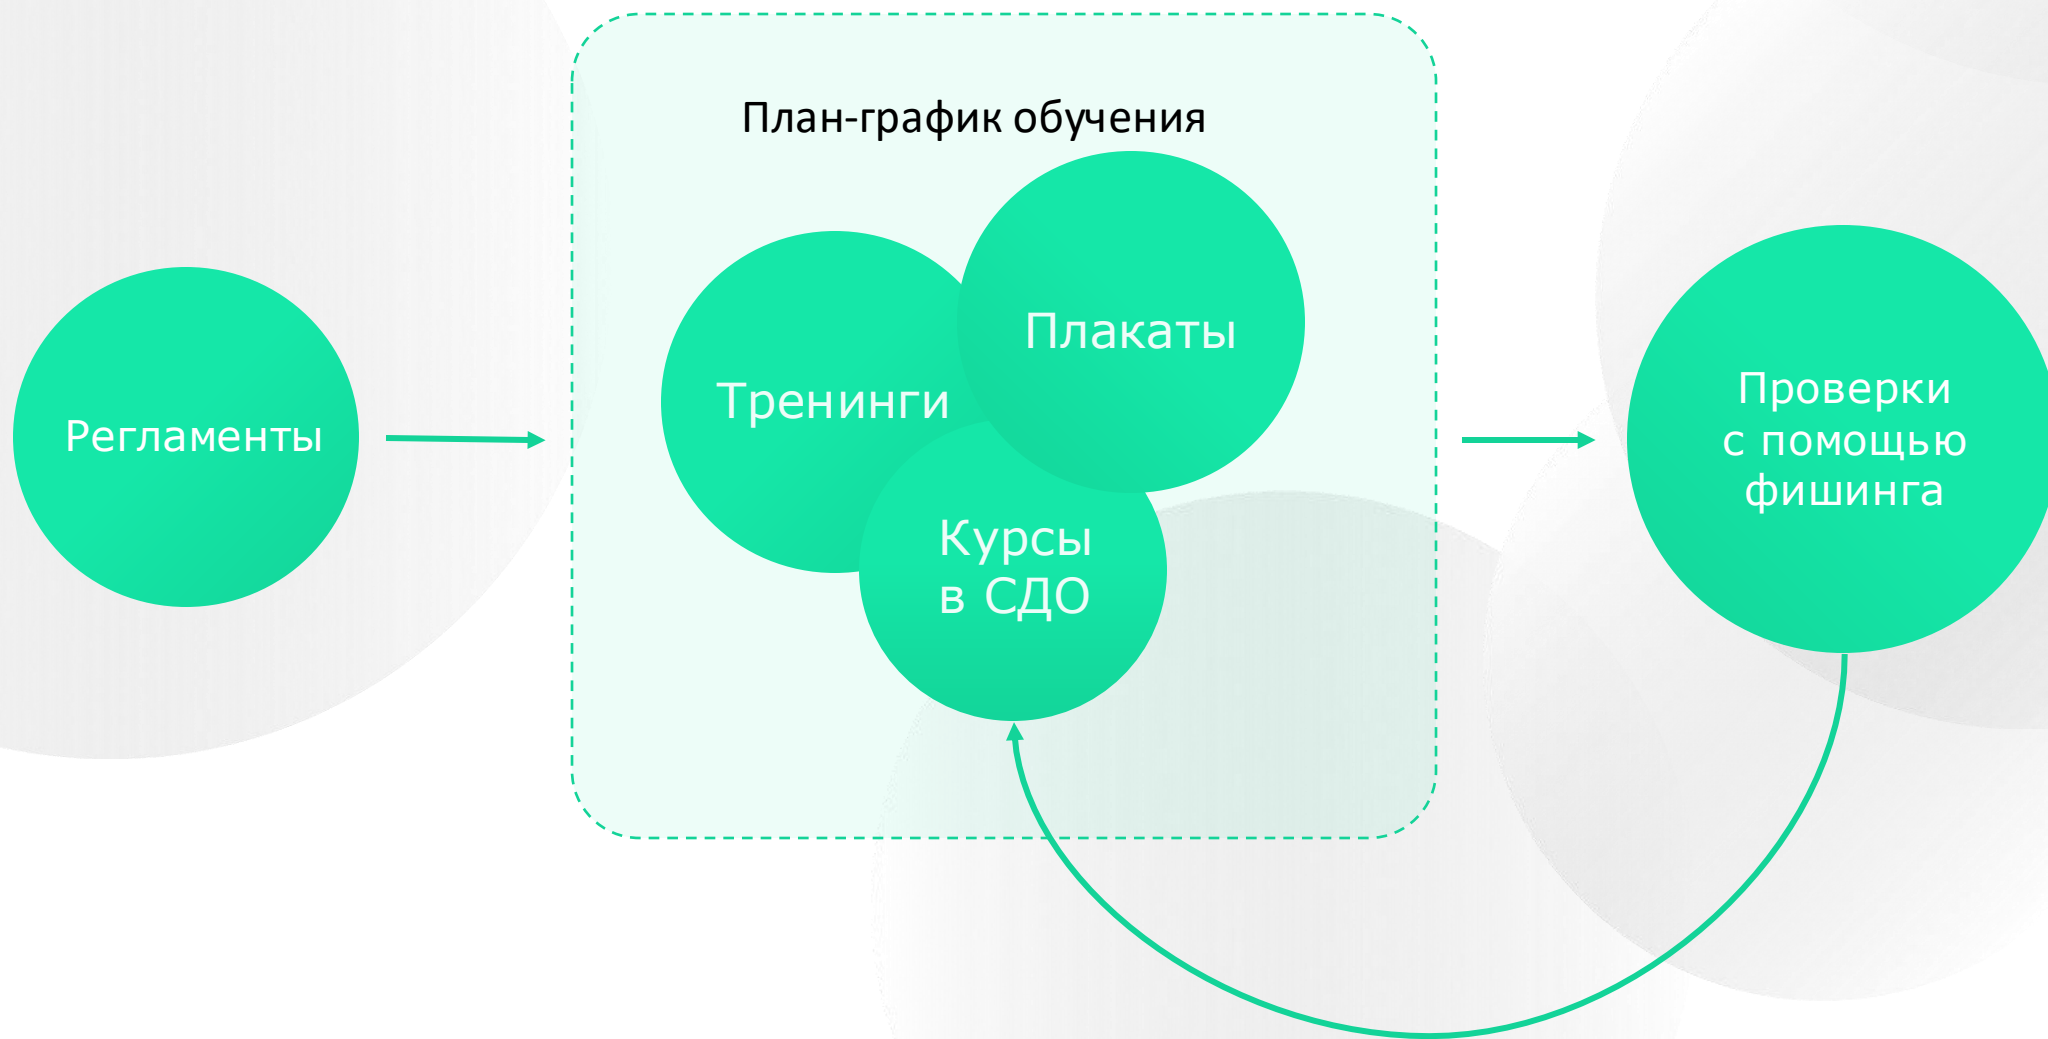 План-график обучения
Регламенты
Тренинги
Плакаты
Курсы
в СДО
Проверки
с помощью
фишинга